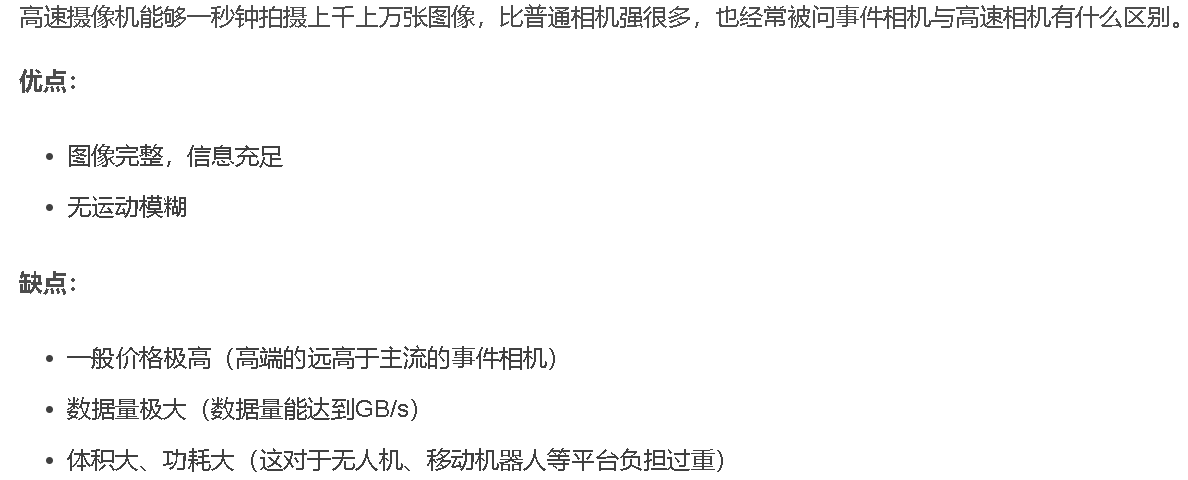 高速摄像机能够一秒钟拍摄上千上万张图像，比普通相机强很多，也经常被问事件相机与高速相机有什么区别。
优点：
• 图像完整，信息充足
• 无运动模糊
缺点：
• 一般价格极高（高端的远高于主流的事件相机）
• 数据量极大（数据量能达到GB/s）
• 体积大、功耗大（这对于无人机、移动机器人等平台负担过重）